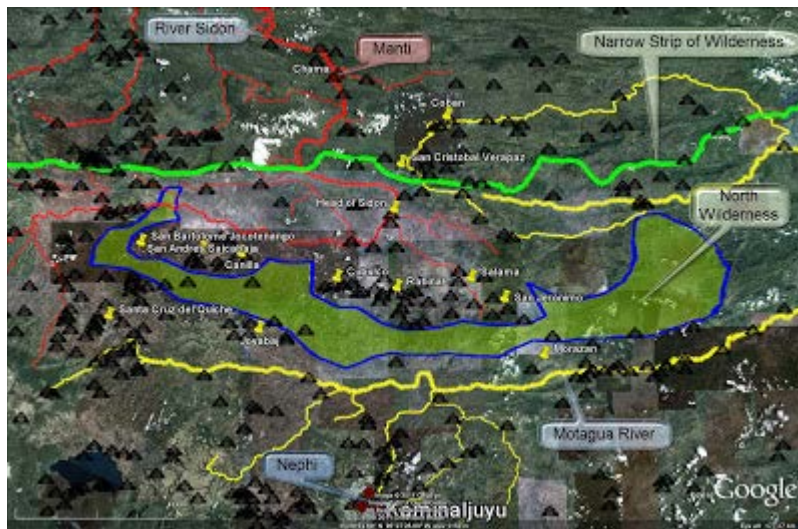 River Sidon
Manti
Narrow Strip of Wilderness
Chama
Coban
San Cristobal Verapaz
Head of Sidon
North
Wilderness
San Bartolome Jocotenango
San Andres Sajcabaja
Canilla
Cubulco
Rabinal
Salama
San Jeronimo
Santa Cruz del Quiche
Joyabaj
Morazan
Motagua River
Nephi
Kaminaljuyu
Google